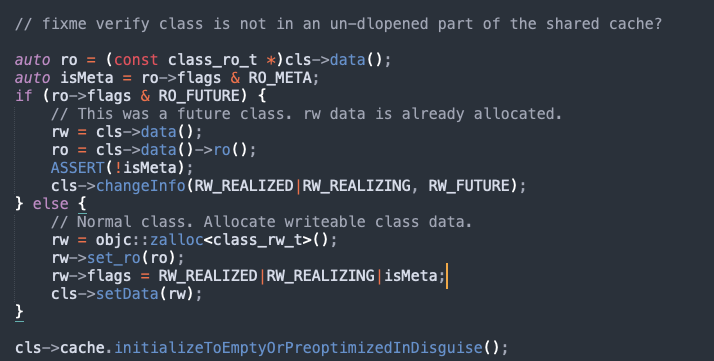 // fixme verify class is not in an un-dlopened part of the shared cache?
auto ro = (const class_ro_t *)cls->data();
auto isMeta = ro->flags & RO_META;
if (ro->flags & RO_FUTURE) {
// This was a future class. rw data is already allocated.
rw = cls->data();
ro = cls->data()->ro();
ASSERT(!isMeta);
cls->changeInfo(RW_REALIZED|RW_REALIZING, RW_FUTURE);
} else {
// Normal class. Allocate writeable class data.
rw = objc::zalloc<class_rw_t>();
rw->set_ro(ro);
rw->flags = RW_REALIZED|RW_REALIZING|isMeta;
cls->setData(rw);
}
cls->cache.initializeToEmptyOrPreoptimizedInDisguise();